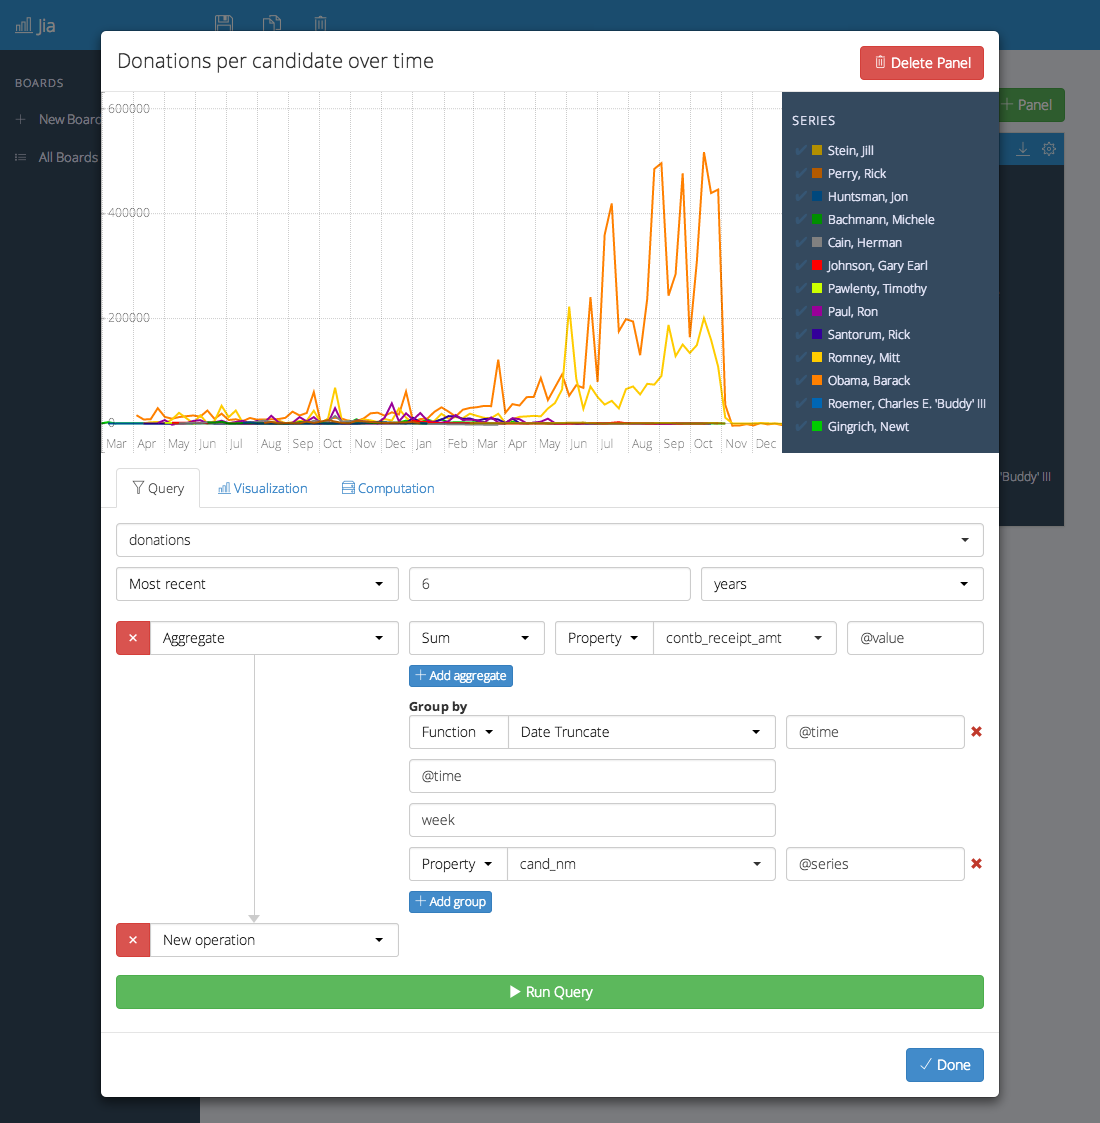 Jia
Donations per candidate over time
Delete Panel
BOARDS
New Board
All Boards
Panel
600000
400000
200000
0
Mar Apr May Jun Jul Aug Sep Oct Nov Dec Jan Feb Mar Apr May Jun Jul Aug Sep Oct Nov Dec
SERIES
Stein, Jill
Perry, Rick
Huntsman, Jon
Bachmann, Michele
Cain, Herman
Johnson, Gary Earl
Pawlenty, Timothy
Paul, Ron
Santorum, Rick
Romney, Mitt
Obama, Barack
Roemer, Charles E. 'Buddy' III
Gingrich, Newt
'Buddy' III
Query Visualization Computation
donations
Most recent 6 years
Aggregate Sum Property contb_receipt_amt @value
Add aggregate
Group by
Function Date Truncate @time
@time
week
Property cand_nm @series
Add group
New operation
Run Query
Done